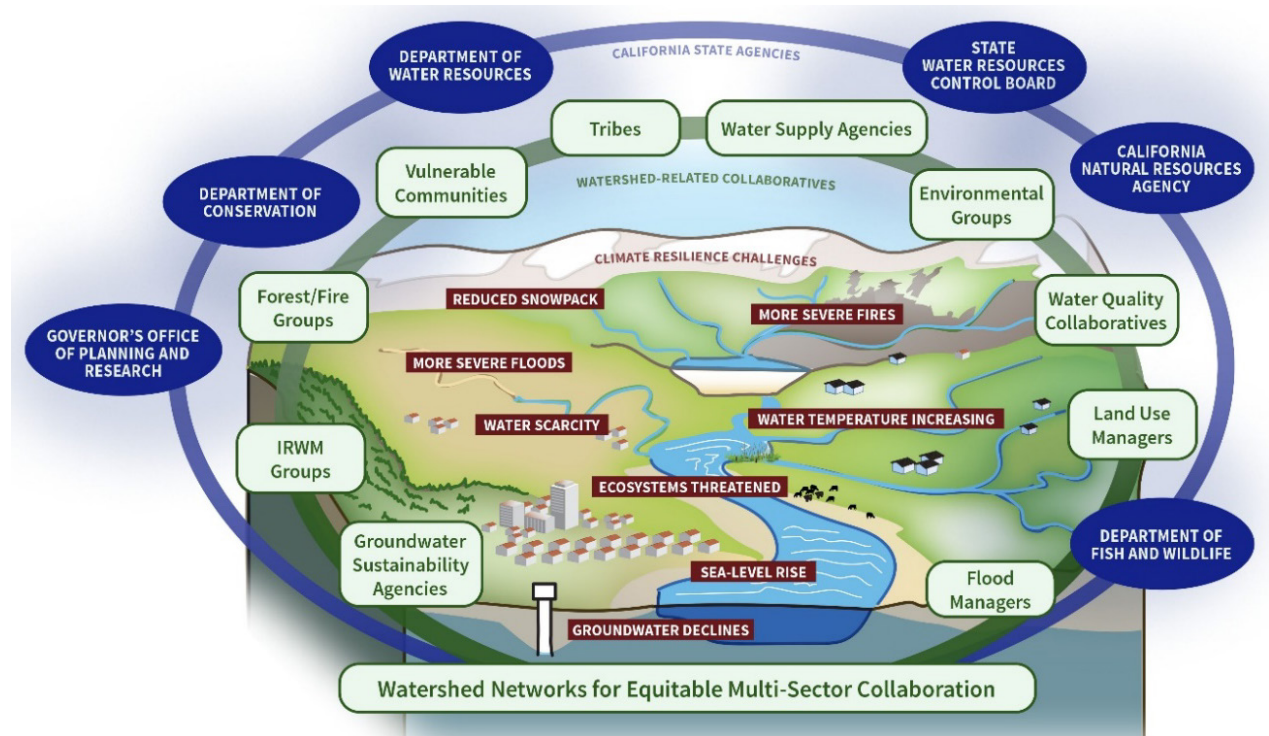 DEPARTMENT OF
WATER RESOURCES
CALIFORNIA STATE AGENCIES
STATE
WATER RESOURCES
CONTROL BOARD
Tribes
Water Supply Agencies
CALIFORNIA
NATURAL RESOURCES
AGENCY
Vulnerable
Communities
WATERSHED-RELATED COLLABORATIVES
Environmental
Groups
DEPARTMENT OF
CONSERVATION
CLIMATE RESILIENCE CHALLENGES
Forest/Fire
Groups
REDUCED SNOWPACK
MORE SEVERE FIRES
Water Quality
Collaboratives
GOVERNOR'S OFFICE
OF PLANNING AND
RESEARCH
MORE SEVERE FLOODS
WATER SCARCITY
WATER TEMPERATURE INCREASING
Land Use
Managers
IRWM
Groups
ECOSYSTEMS THREATENED
DEPARTMENT OF
FISH AND WILDLIFE
Groundwater
Sustainability
Agencies
SEA-LEVEL RISE
Flood
Managers
GROUNDWATER DECLINES
Watershed Networks for Equitable Multi-Sector Collaboration